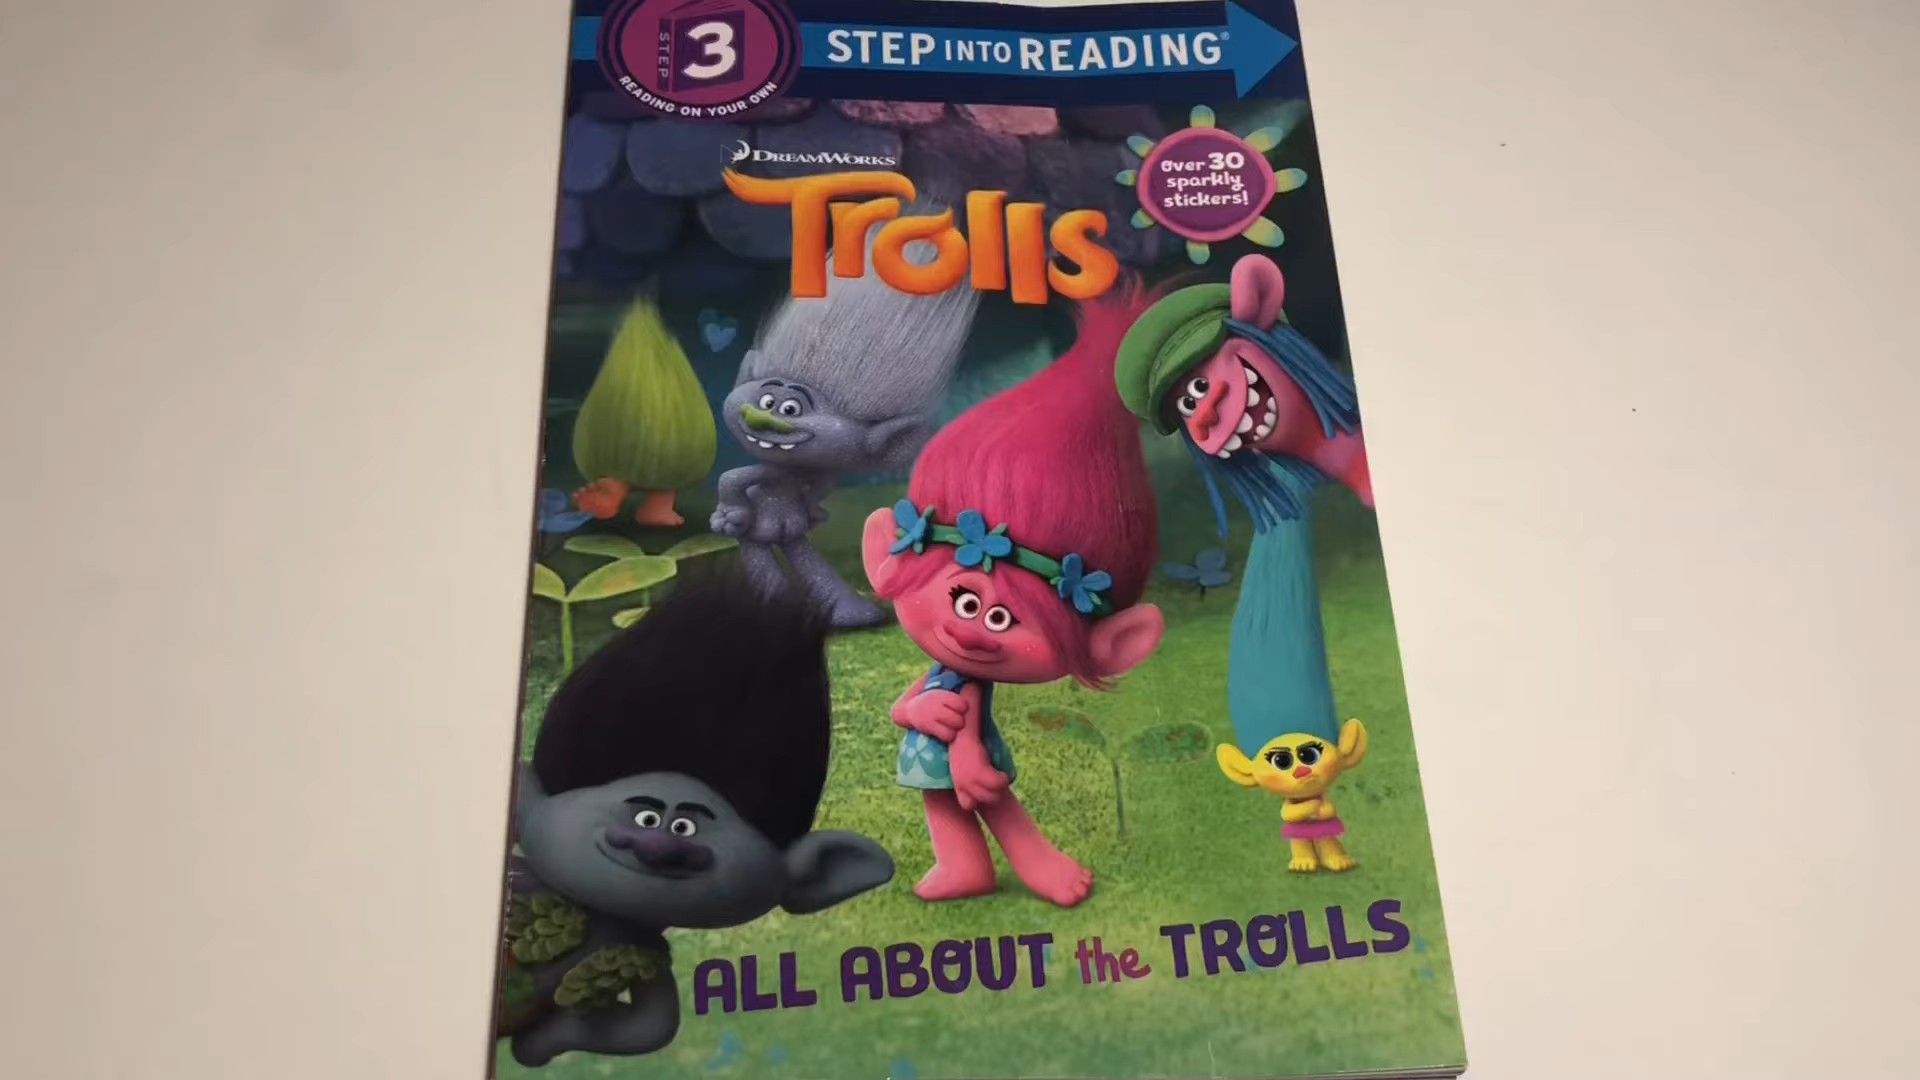 STEP 3
READING ON YOUR OWN
STEP INTO READING®
DREAMWORKS
Trolls
Over 30
sparkly
stickers!
ALL ABOUT the TROLLS